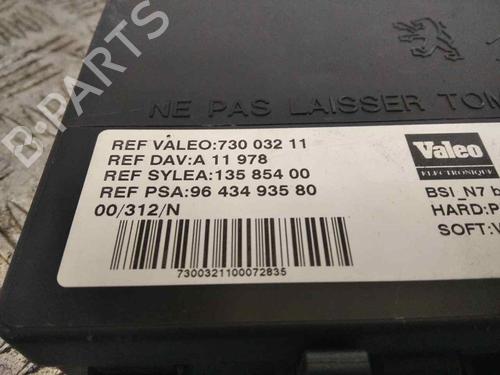 B-PARTS
NE PAS LAISSER TOM
REF VALEO:730 032 11
REF DAV:A 11 978
REF SYLEA:135 854 00
REF PSA:96 434 935 80
00/312/N
7300321100072835
Valeo
ELECTRONIQUE
BSI_N7 b
HARD:P
SOFT:V